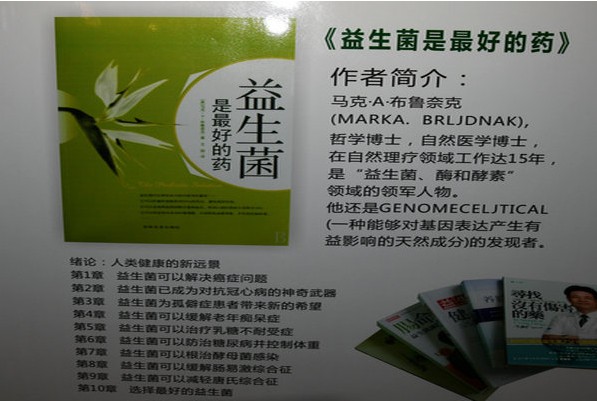 《益生菌是最好的药》
作者简介：
马克·A·布鲁奈克
(MARKA. BRLJDNAK),
哲学博士，自然医学博士，
在自然理疗领域工作达15年，
是“益生菌、酶和酵素”
领域的领军人物。
他还是GENOMECELJTICAL
(一种能够对基因表达产生有
益影响的天然成分)的发现者。
益生菌
是最好的药
绪论：人类健康的新远景
第1章 益生菌可以解决癌症问题
第2章 益生菌已成为对抗冠心病的神奇武器
第3章 益生菌为孤僻症患者带来新的希望
第4章 益生菌可以缓解老年痴呆症
第5章 益生菌可以治疗乳糖不耐受症
第6章 益生菌可以防治糖尿病并控制体重
第7章 益生菌可以根治酵母菌感染
第8章 益生菌可以缓解肠易激综合征
第9章 益生菌可以减轻唐氏综合征
第10章 选择最好的益生菌
尋找
沒有傷害
的藥